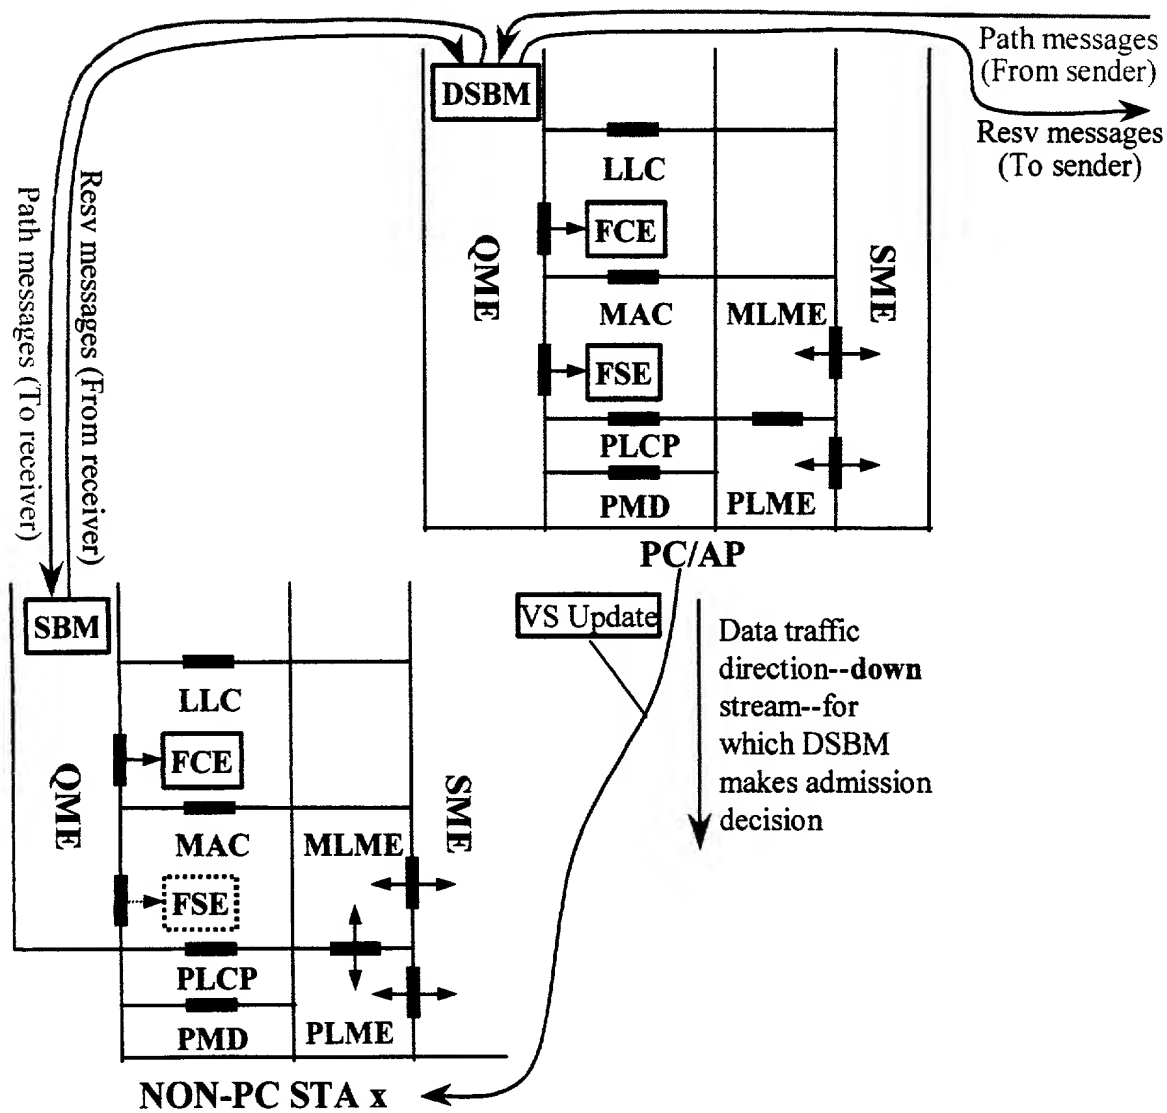 Path messages
(From sender)
DSBM
Resv messages
(To sender)
LLC
FCE
QME
SME
MAC
MLME
FSE
PLCP
PMD
PLME
PC/AP
Path messages (To receiver)
Resv messages (From receiver)
SBM
VS Update
Data traffic
direction--down
stream--for
which DSBM
makes admission
decision
LLC
FCE
QME
SME
MAC
MLME
FSE
PLCP
PMD
PLME
NON-PC STA x